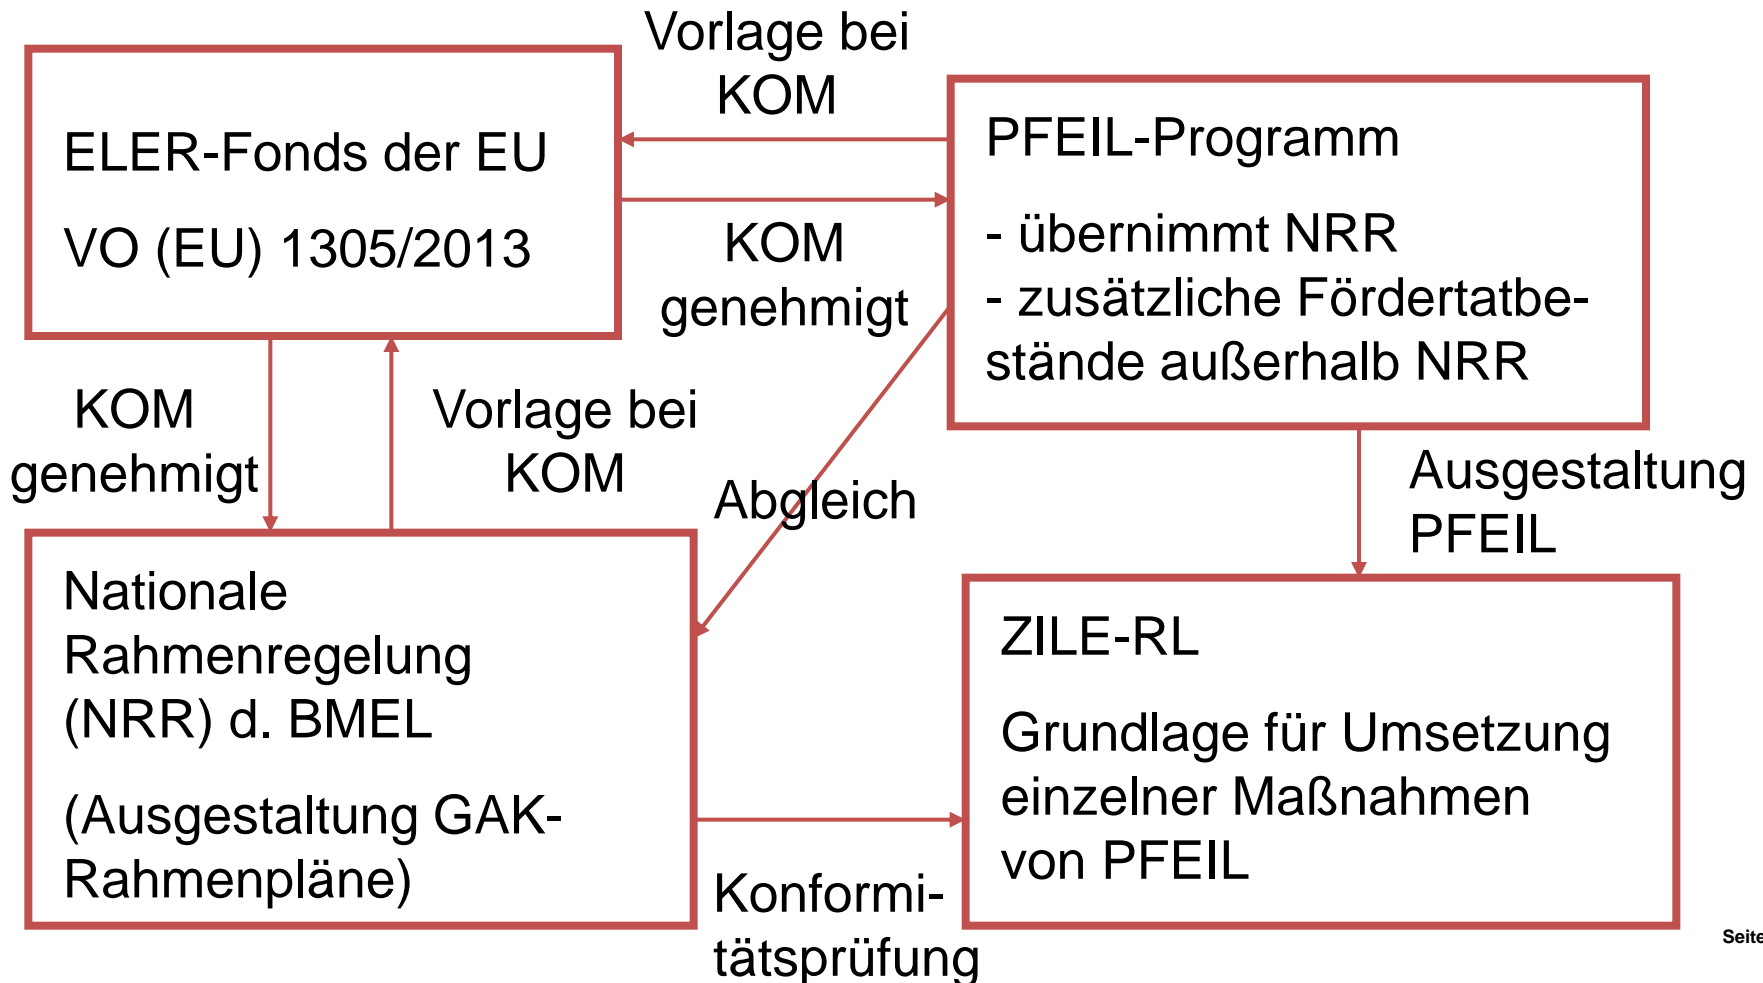 Vorlage bei
KOM
ELER-Fonds der EU
VO (EU) 1305/2013
PFEIL-Programm
- übernimmt NRR
- zusätzliche Fördertatbe-
stände außerhalb NRR
KOM
genehmigt
KOM
genehmigt
Vorlage bei
KOM
Abgleich
Ausgestaltung
PFEIL
Nationale
Rahmenregelung
(NRR) d. BMEL
(Ausgestaltung GAK-
Rahmenpläne)
ZILE-RL
Grundlage für Umsetzung
einzelner Maßnahmen
von PFEIL
Konformi-
tätsprüfung
Seite